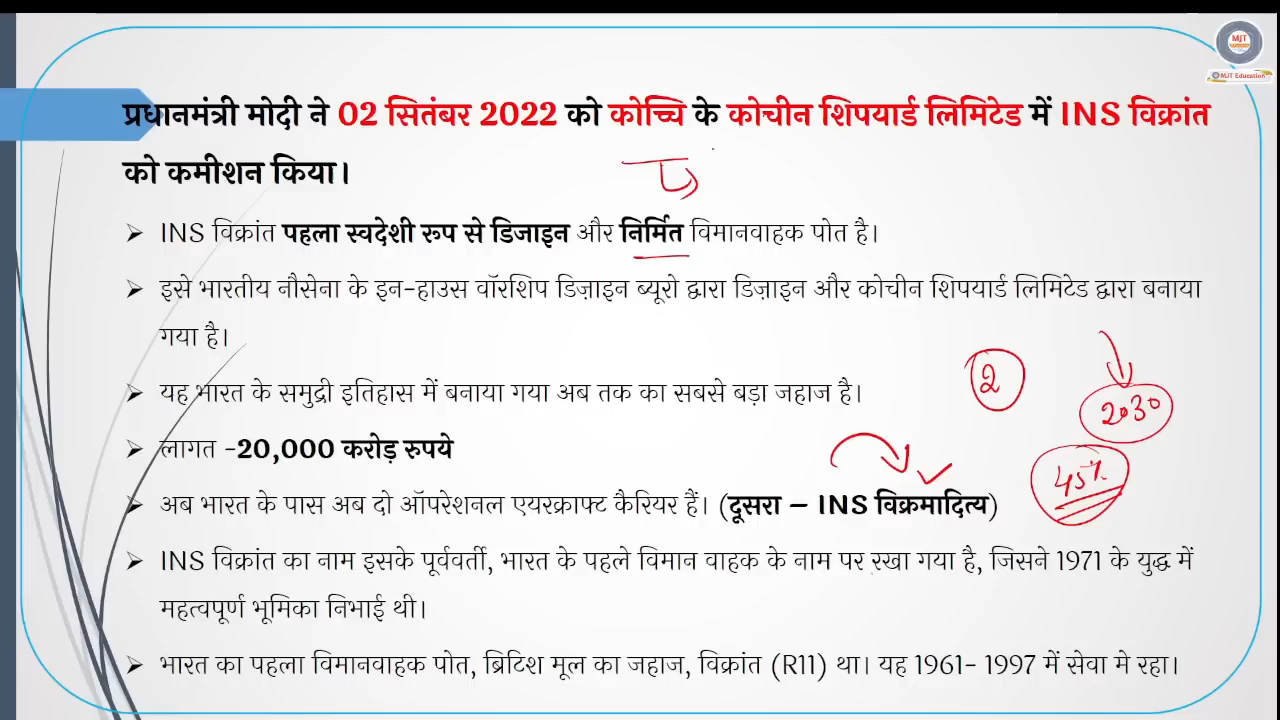 MJT
MJT Education
प्रधानमंत्री मोदी ने 02 सितंबर 2022 को कोच्चि के कोचीन शिपयार्ड लिमिटेड में INS विक्रांत
को कमीशन किया।
➢ INS विक्रांत पहला स्वदेशी रूप से डिजाइन और निर्मित विमानवाहक पोत है।
➢ इसे भारतीय नौसेना के इन-हाउस वॉरशिप डिज़ाइन ब्यूरो द्वारा डिज़ाइन और कोचीन शिपयार्ड लिमिटेड द्वारा बनाया
गया है।
➢ यह भारत के समुद्री इतिहास में बनाया गया अब तक का सबसे बड़ा जहाज है।
2
2030
➢ लागत -20,000 करोड़ रुपये
45%
➢ अब भारत के पास अब दो ऑपरेशनल एयरक्राफ्ट कैरियर हैं। (दूसरा – INS विक्रमादित्य)
➢ INS विक्रांत का नाम इसके पूर्ववर्ती, भारत के पहले विमान वाहक के नाम पर रखा गया है, जिसने 1971 के युद्ध में
महत्वपूर्ण भूमिका निभाई थी।
➢ भारत का पहला विमानवाहक पोत, ब्रिटिश मूल का जहाज, विक्रांत (R11) था। यह 1961- 1997 में सेवा मे रहा।